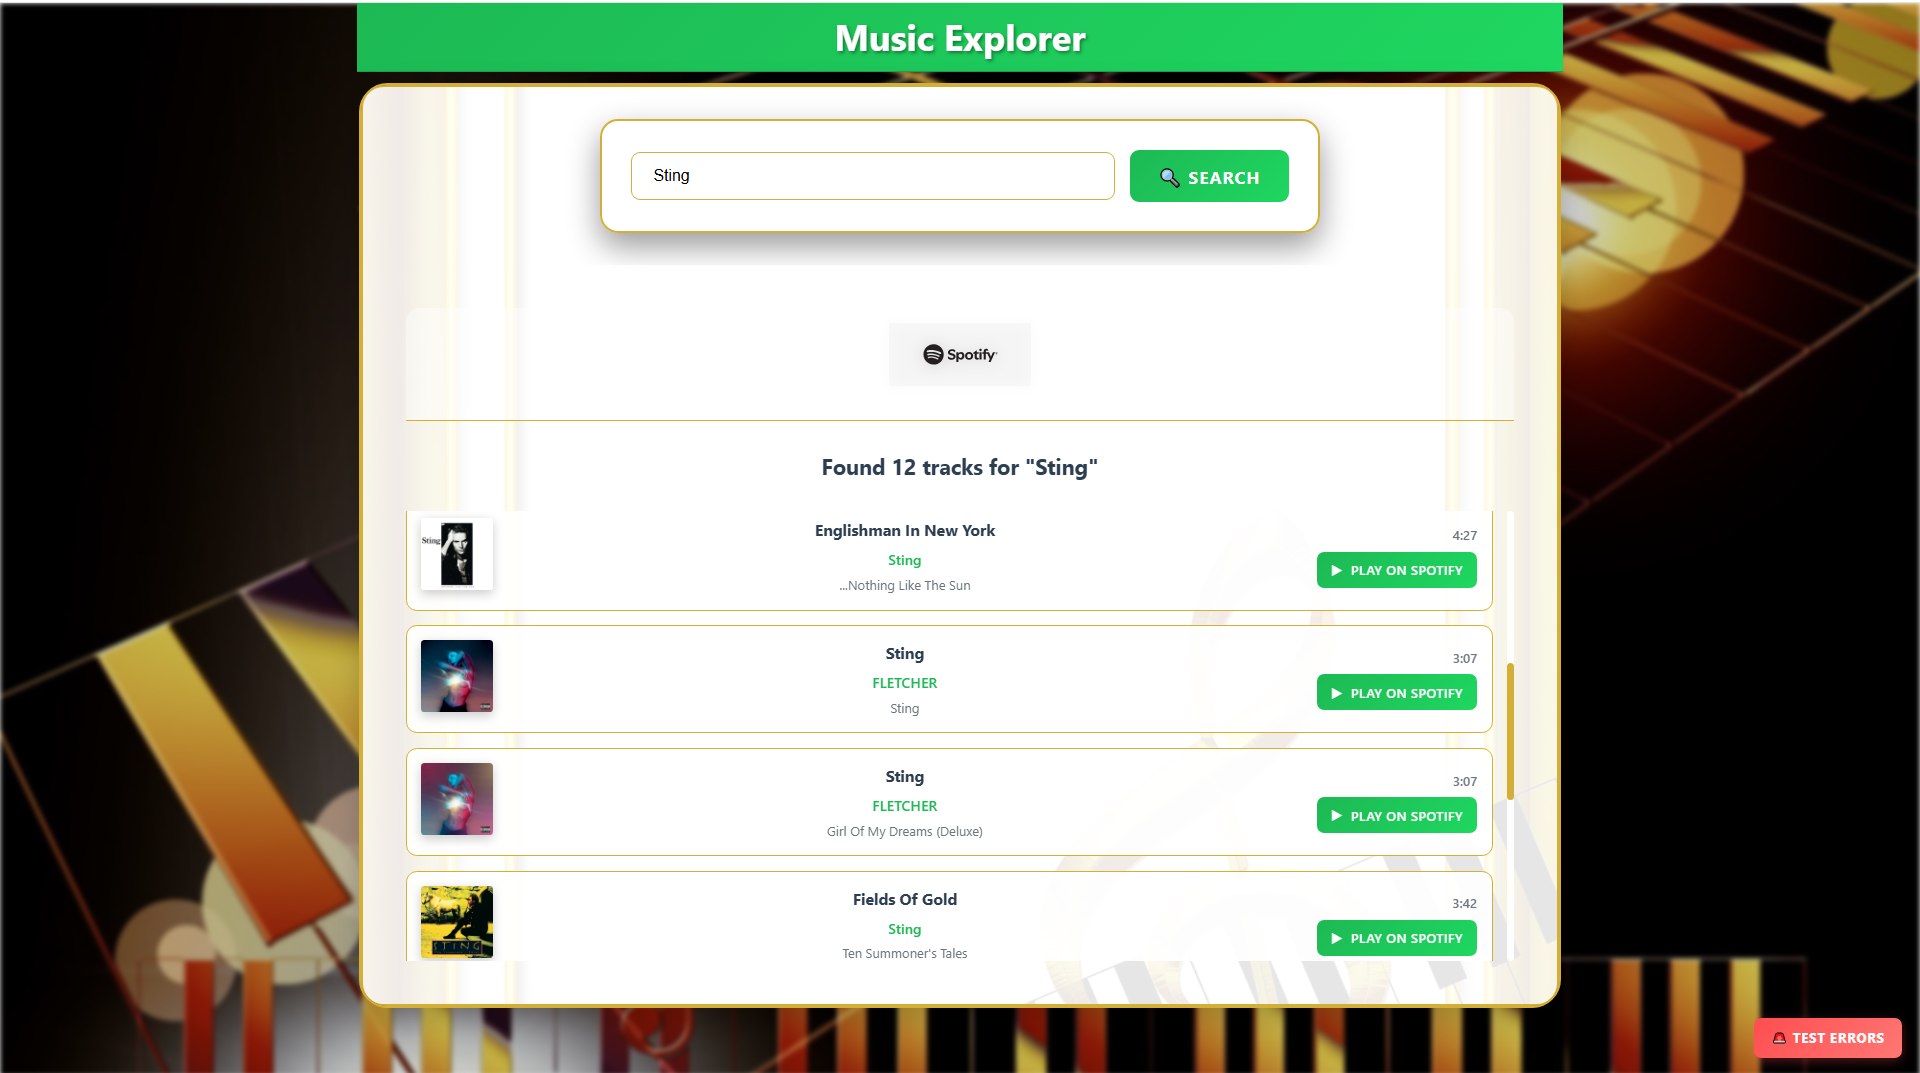 Music Explorer
Sting
🔍 SEARCH
Spotify
Found 12 tracks for "Sting"
Sting
Englishman In New York
Sting
...Nothing Like The Sun
4:27
▶ PLAY ON SPOTIFY
Sting
FLETCHER
Sting
3:07
▶ PLAY ON SPOTIFY
Sting
FLETCHER
Girl Of My Dreams (Deluxe)
3:07
▶ PLAY ON SPOTIFY
STING
Fields Of Gold
Sting
Ten Summoner's Tales
3:42
▶ PLAY ON SPOTIFY
🚨 TEST ERRORS